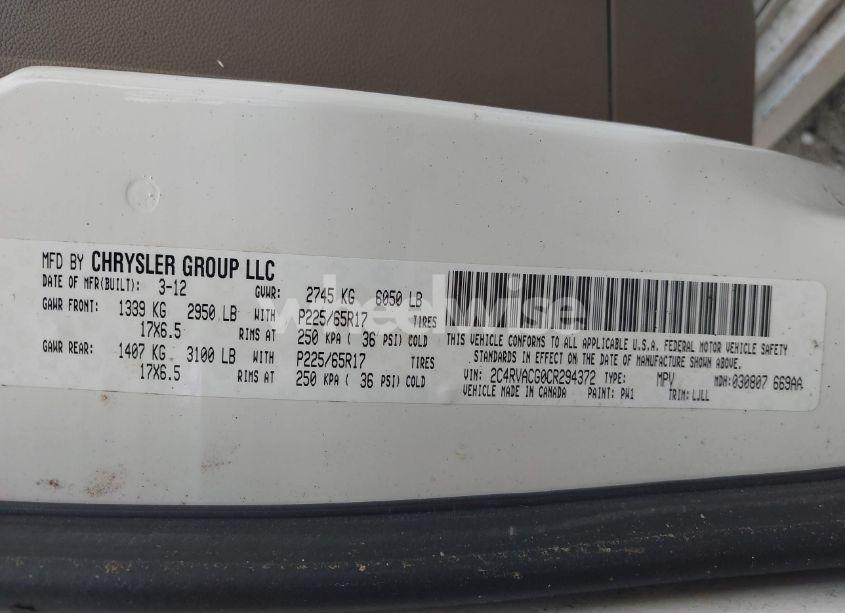 MFD BY CHRYSLER GROUP LLC
DATE OF MFR(BUILT): 3-12 GVWR: 2745 KG 6050 LB
GAWR FRONT: 1339 KG 2950 LB WITH P225/65R17 TIRES
17X6.5 RIMS AT 250 KPA ( 36 PSI) COLD
GAWR REAR: 1407 KG 3100 LB WITH P225/65R17 TIRES
17X6.5 RIMS AT 250 KPA ( 36 PSI) COLD
THIS VEHICLE CONFORMS TO ALL APPLICABLE U.S.A. FEDERAL MOTOR VEHICLE SAFETY
STANDARDS IN EFFECT ON THE DATE OF MANUFACTURE SHOWN ABOVE.
VIN: 2C4RVACG0CR294372 TYPE: MPV MDH: 030807 669AA
VEHICLE MADE IN CANADA PAINT: PW1 TRIM: LJLL
wheelwise